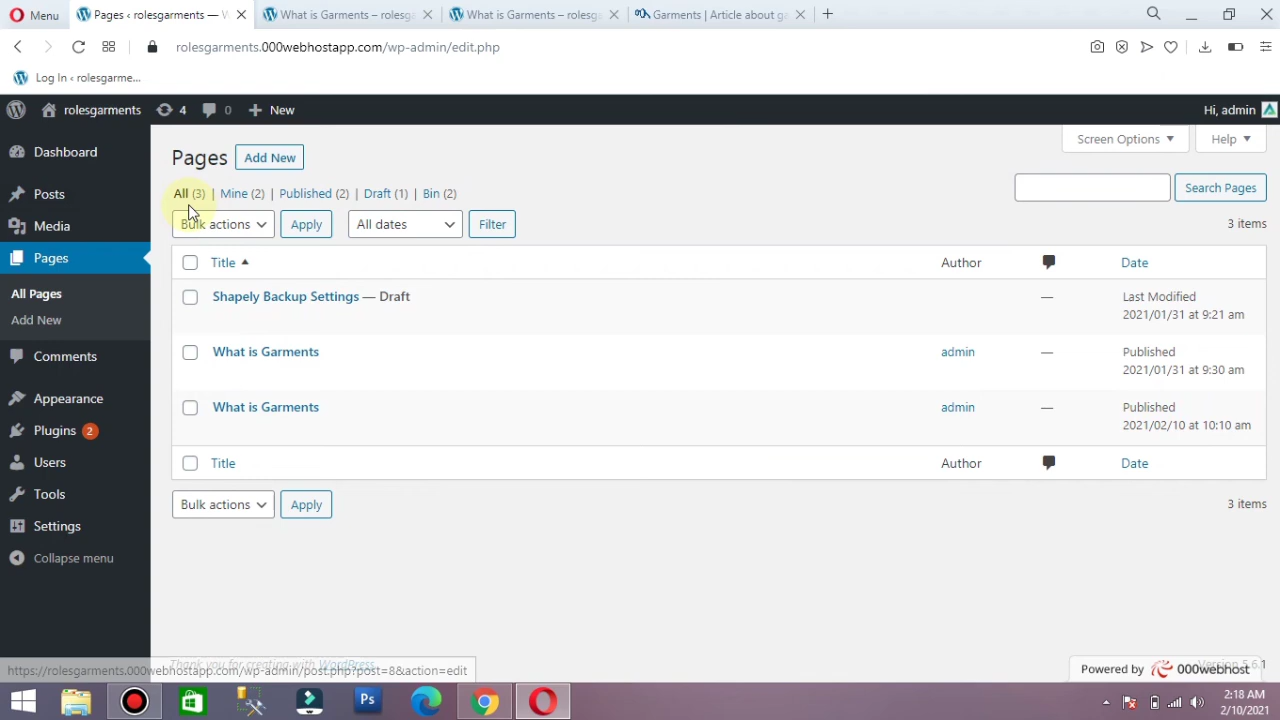 Menu
Pages ‹ rolesgarments — W
What is Garments – rolesg
What is Garments – rolesg
Garments | Article about ga
rolesgarments.000webhostapp.com/wp-admin/edit.php
Log In ‹ rolesgarme...
rolesgarments
4
0
New
Hi, admin
Dashboard
Posts
Media
Pages
All Pages
Add New
Comments
Appearance
Plugins 2
Users
Tools
Settings
Collapse menu
Pages
Add New
Screen Options
Help
All (3) | Mine (2) | Published (2) | Draft (1) | Bin (2)
Search Pages
Bulk actions
Apply
All dates
Filter
3 items
Title
Author
Date
Shapely Backup Settings — Draft
—
Last Modified
2021/01/31 at 9:21 am
What is Garments
admin
—
Published
2021/01/31 at 9:30 am
What is Garments
admin
—
Published
2021/02/10 at 10:10 am
Title
Author
Date
Bulk actions
Apply
3 items
Thank you for creating with WordPress.
https://rolesgarments.000webhostapp.com/wp-admin/post.php?post=8&action=edit
Powered by 000webhost
Ps
2:18 AM
2/10/2021